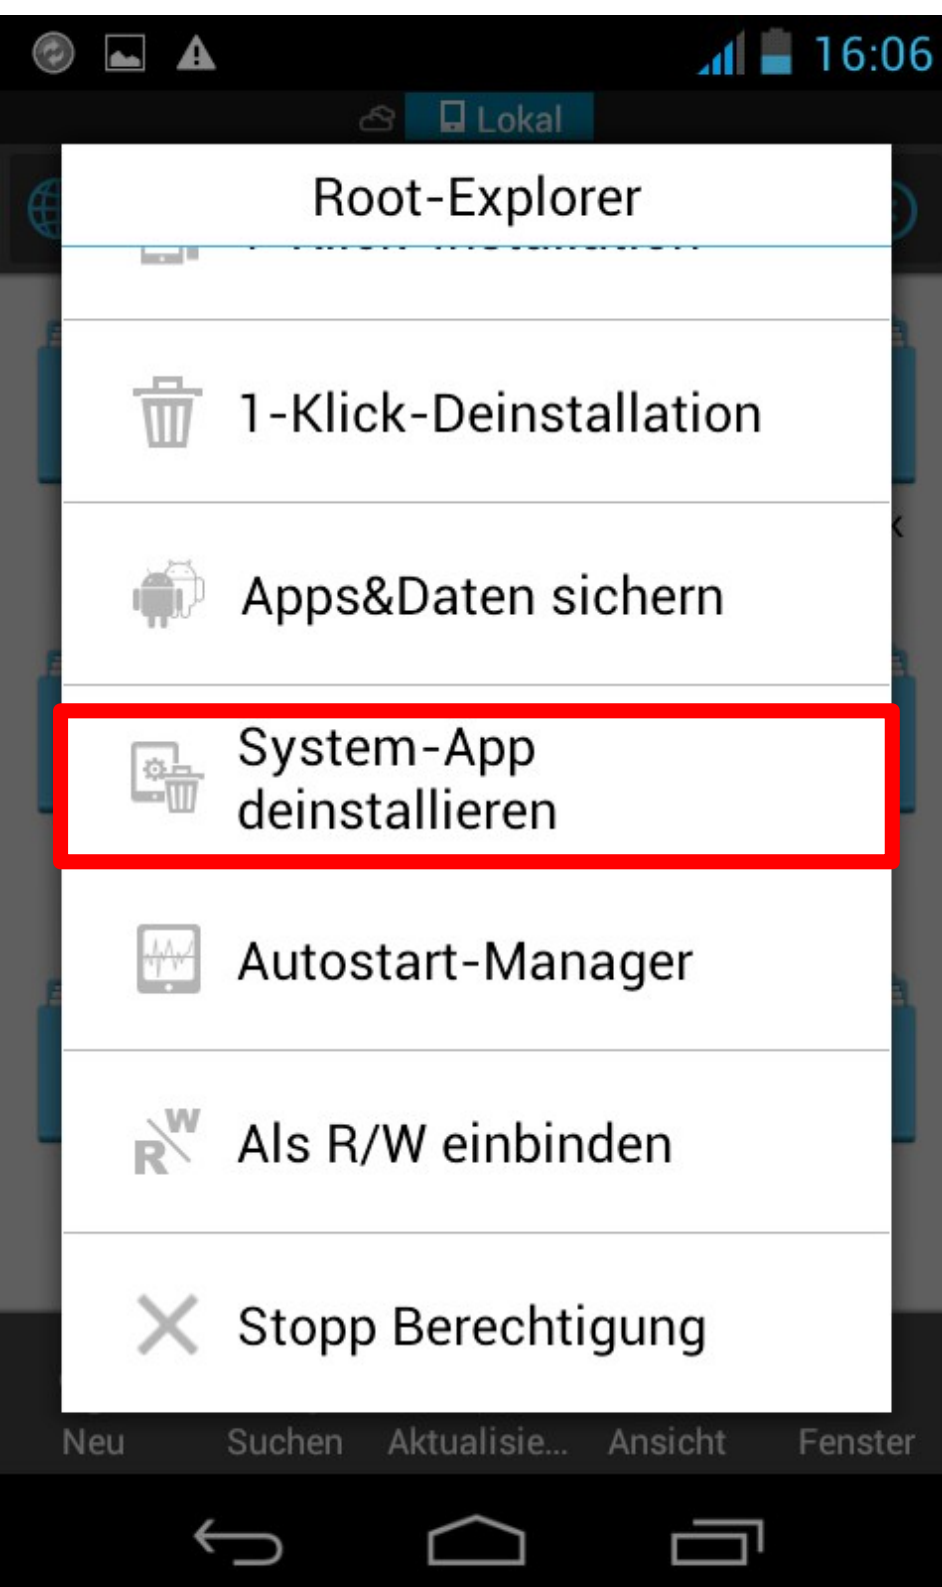 16:06
Lokal
Root-Explorer
1-Klick-Deinstallation
Apps&Daten sichern
System-App
deinstallieren
Autostart-Manager
R W
Als R/W einbinden
Stopp Berechtigung
Neu
Suchen
Aktualisie...
Ansicht
Fenster